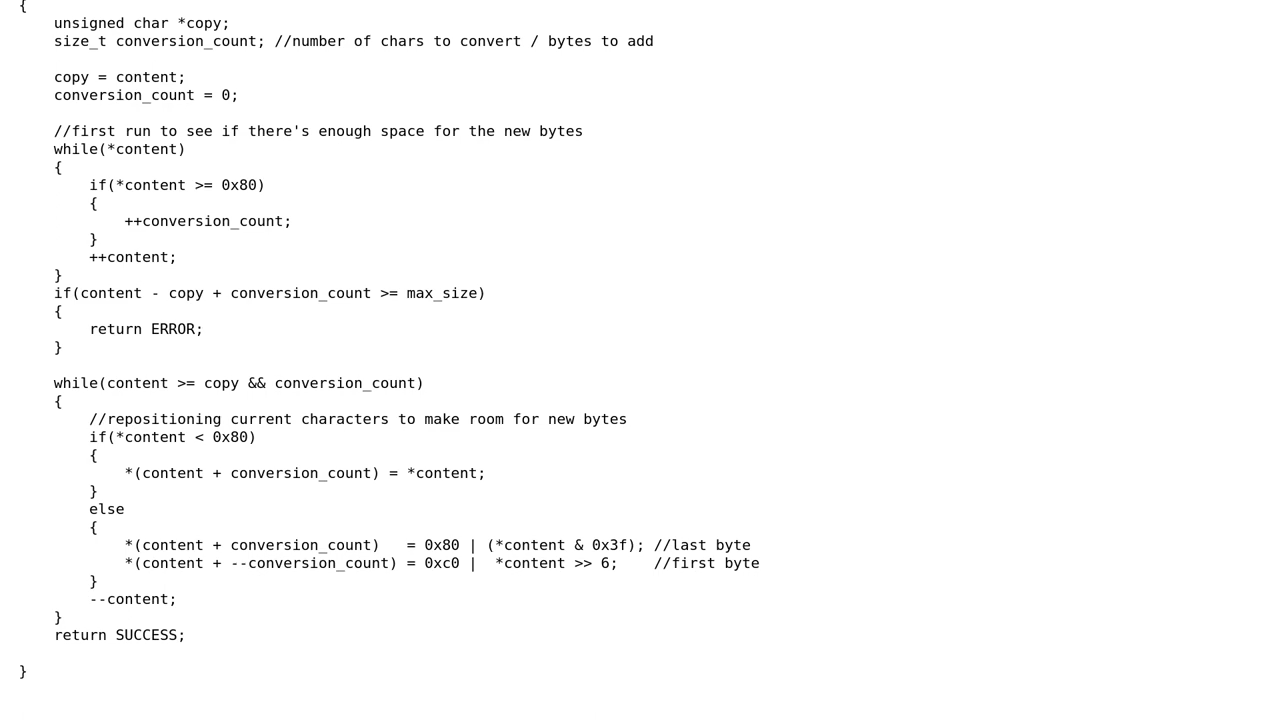 {
    unsigned char *copy;
    size_t conversion_count; //number of chars to convert / bytes to add

    copy = content;
    conversion_count = 0;

    //first run to see if there's enough space for the new bytes
    while(*content)
    {
        if(*content >= 0x80)
        {
            ++conversion_count;
        }
        ++content;
    }
    if(content - copy + conversion_count >= max_size)
    {
        return ERROR;
    }

    while(content >= copy && conversion_count)
    {
        //repositioning current characters to make room for new bytes
        if(*content < 0x80)
        {
            *(content + conversion_count) = *content;
        }
        else
        {
            *(content + conversion_count)   = 0x80 | (*content & 0x3f); //last byte
            *(content + --conversion_count) = 0xc0 |  *content >> 6;    //first byte
        }
        --content;
    }
    return SUCCESS;

}